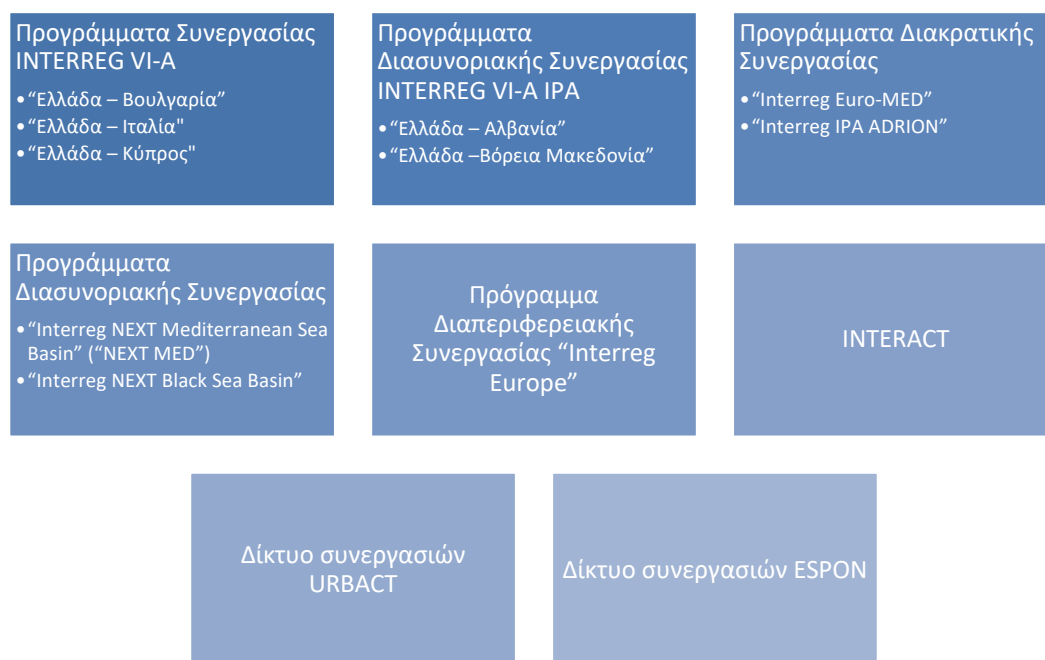 Προγράμματα Συνεργασίας
INTERREG VI-A
•“Ελλάδα – Βουλγαρία”
•“Ελλάδα – Ιταλία"
•“Ελλάδα – Κύπρος"
Προγράμματα
Διασυνοριακής Συνεργασίας
INTERREG VI-A IPA
•“Ελλάδα – Αλβανία”
•“Ελλάδα –Βόρεια Μακεδονία”
Προγράμματα Διακρατικής
Συνεργασίας
•“Interreg Euro-MED”
•“Interreg IPA ADRION”
Προγράμματα
Διασυνοριακής Συνεργασίας
•“Interreg NEXT Mediterranean Sea
Basin” (“NEXT MED”)
•“Interreg NEXT Black Sea Basin”
Πρόγραμμα
Διαπεριφερειακής
Συνεργασίας “Interreg
Europe”
INTERACT
Δίκτυο συνεργασιών
URBACT
Δίκτυο συνεργασιών ESPON